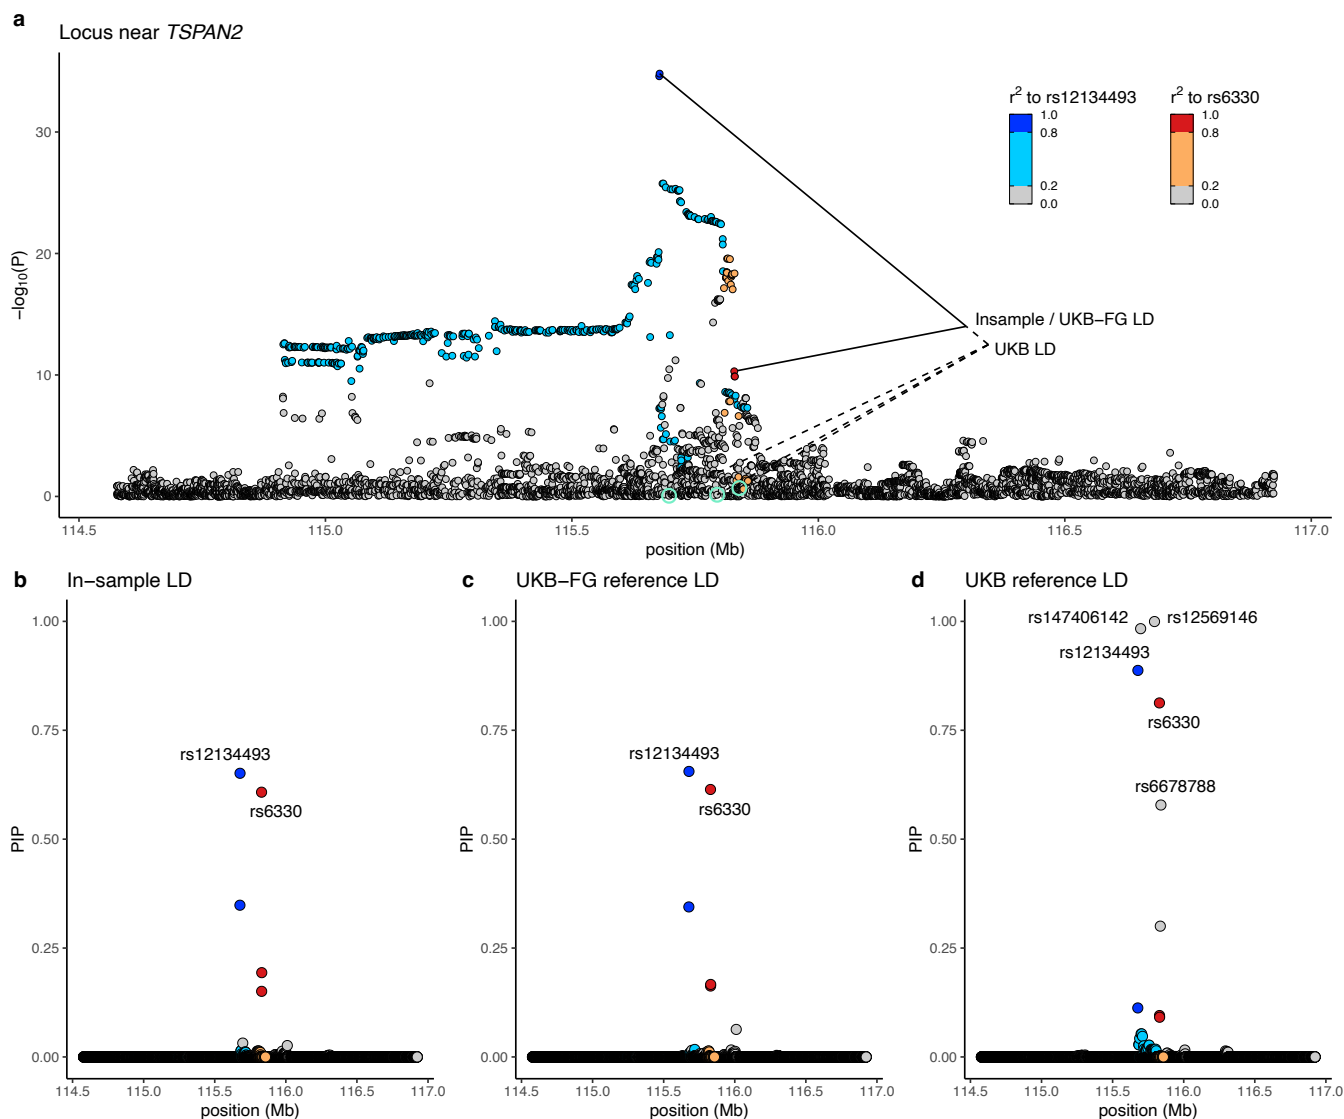 a
Locus near TSPAN2
r² to rs12134493
r² to rs6330
1.0
0.8
0.2
0.0
1.0
0.8
0.2
0.0
−log₁₀(P)
30
20
10
0
Insample / UKB−FG LD
UKB LD
114.5 115.0 115.5 116.0 116.5 117.0
position (Mb)
b In−sample LD
PIP
1.00
0.75
0.50
0.25
0.00
rs12134493
rs6330
114.5 115.0 115.5 116.0 116.5 117.0
position (Mb)
c UKB−FG reference LD
PIP
1.00
0.75
0.50
0.25
0.00
rs12134493
rs6330
114.5 115.0 115.5 116.0 116.5 117.0
position (Mb)
d UKB reference LD
PIP
1.00
0.75
0.50
0.25
0.00
rs147406142 rs12569146
rs12134493
rs6330
rs6678788
114.5 115.0 115.5 116.0 116.5 117.0
position (Mb)